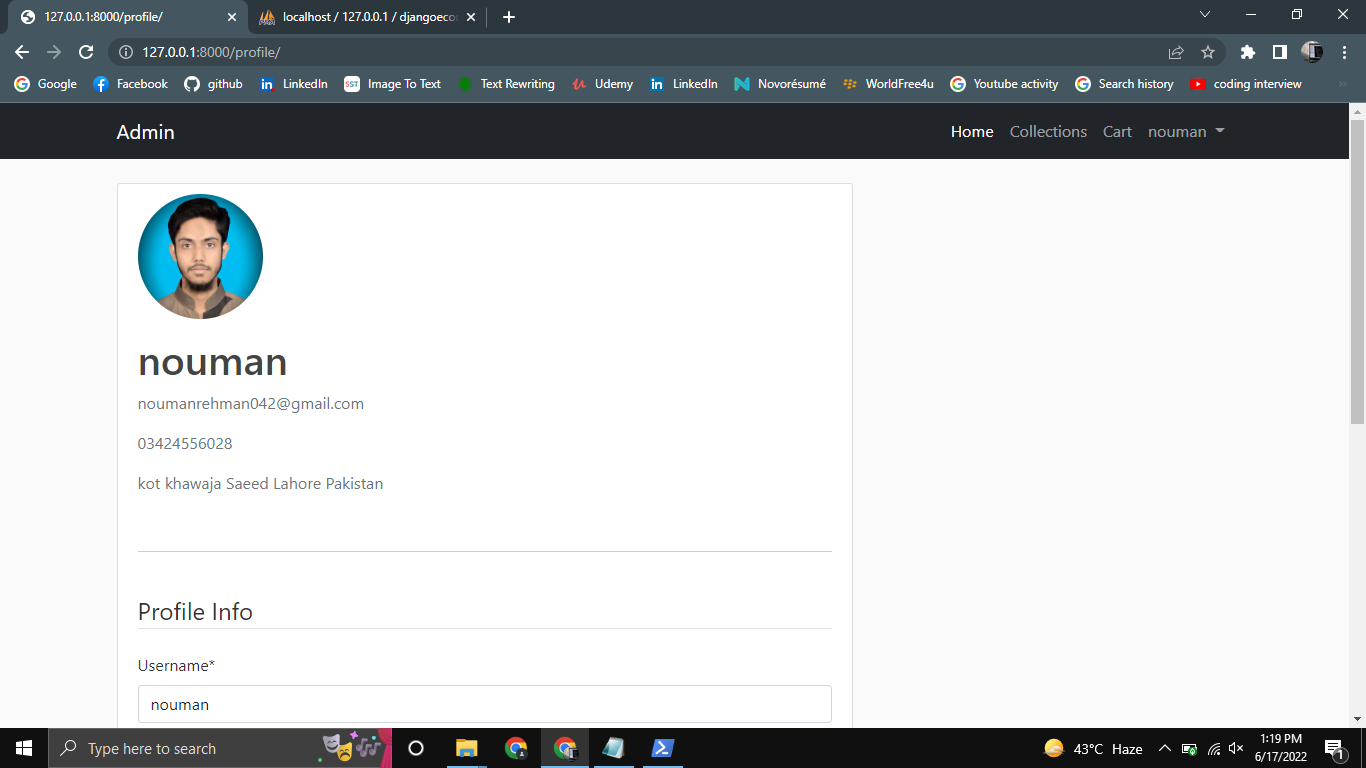 127.0.0.1:8000/profile/
localhost / 127.0.0.1 / djangoeco
127.0.0.1:8000/profile/
Google
Facebook
github
LinkedIn
SST
Image To Text
Text Rewriting
Udemy
LinkedIn
Novorésumé
WorldFree4u
Youtube activity
Search history
coding interview
Admin
Home
Collections
Cart
nouman
nouman
noumanrehman042@gmail.com
03424556028
kot khawaja Saeed Lahore Pakistan
Profile Info
Username*
nouman
Type here to search
43°C Haze
1:19 PM
6/17/2022
1